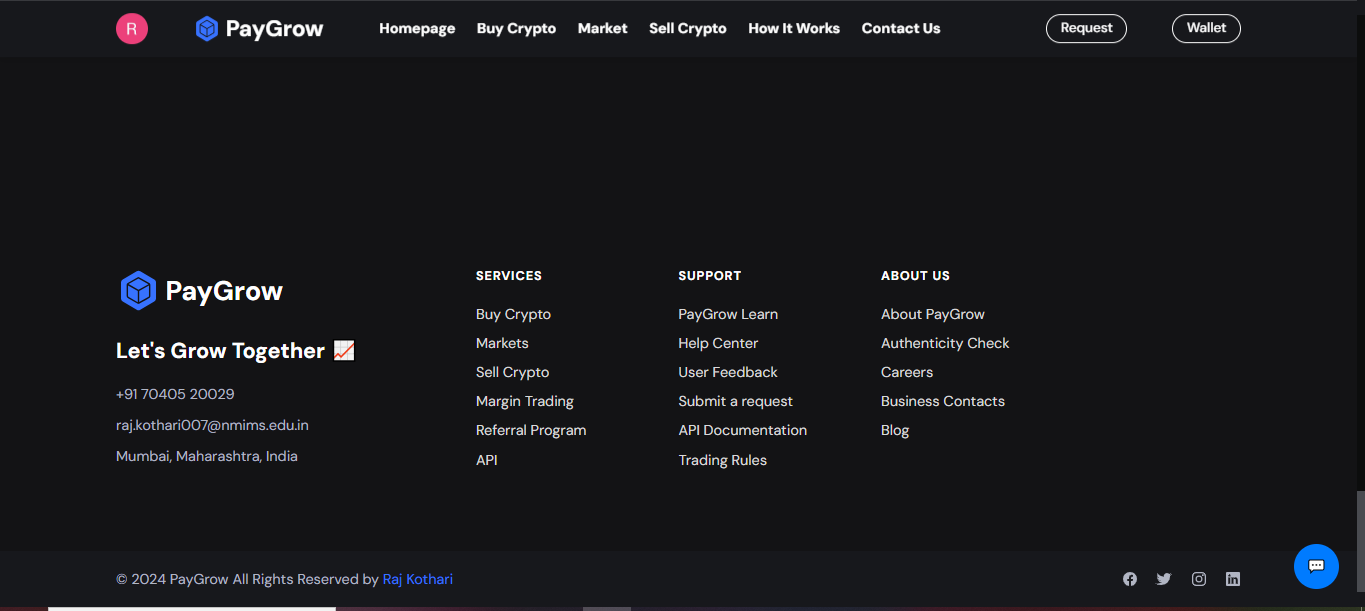 R
PayGrow
Homepage Buy Crypto Market Sell Crypto How It Works Contact Us
Request
Wallet
PayGrow
Let's Grow Together
+91 70405 20029
raj.kothari007@nmims.edu.in
Mumbai, Maharashtra, India
SERVICES
Buy Crypto
Markets
Sell Crypto
Margin Trading
Referral Program
API
SUPPORT
PayGrow Learn
Help Center
User Feedback
Submit a request
API Documentation
Trading Rules
ABOUT US
About PayGrow
Authenticity Check
Careers
Business Contacts
Blog
© 2024 PayGrow All Rights Reserved by Raj Kothari